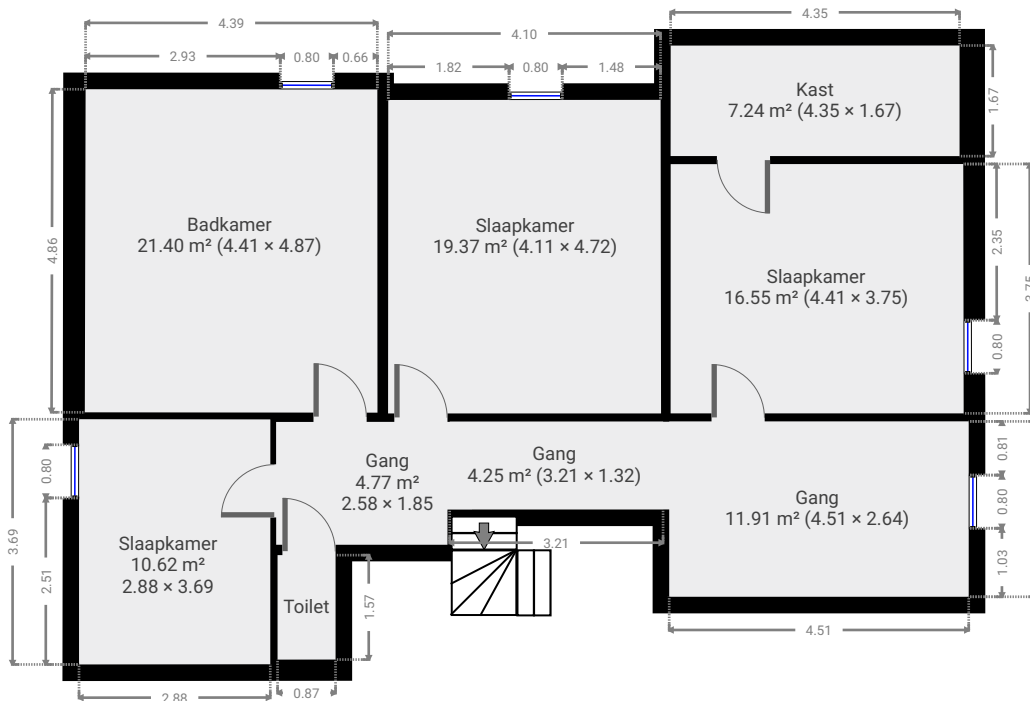 4.39
4.35
2.93
0.80
0.66
4.10
1.82
0.80
1.48
Kast
7.24 m² (4.35 × 1.67)
1.67
4.86
Badkamer
21.40 m² (4.41 × 4.87)
Slaapkamer
19.37 m² (4.11 × 4.72)
Slaapkamer
16.55 m² (4.41 × 3.75)
2.35
3.75
0.80
Gang
4.77 m²
2.58 × 1.85
Gang
4.25 m² (3.21 × 1.32)
Gang
11.91 m² (4.51 × 2.64)
0.81
0.80
1.03
0.80
3.69
2.51
Slaapkamer
10.62 m²
2.88 × 3.69
3.21
Toilet
1.57
4.51
2.88
0.87